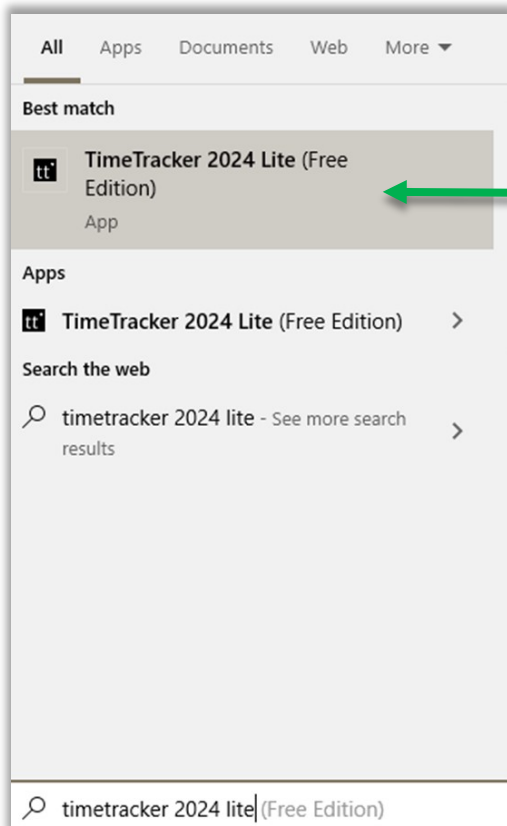 All Apps Documents Web More
Best match
tt
TimeTracker 2024 Lite (Free
Edition)
App
Apps
tt TimeTracker 2024 Lite (Free Edition)
Search the web
timetracker 2024 lite - See more search
results
timetracker 2024 lite (Free Edition)